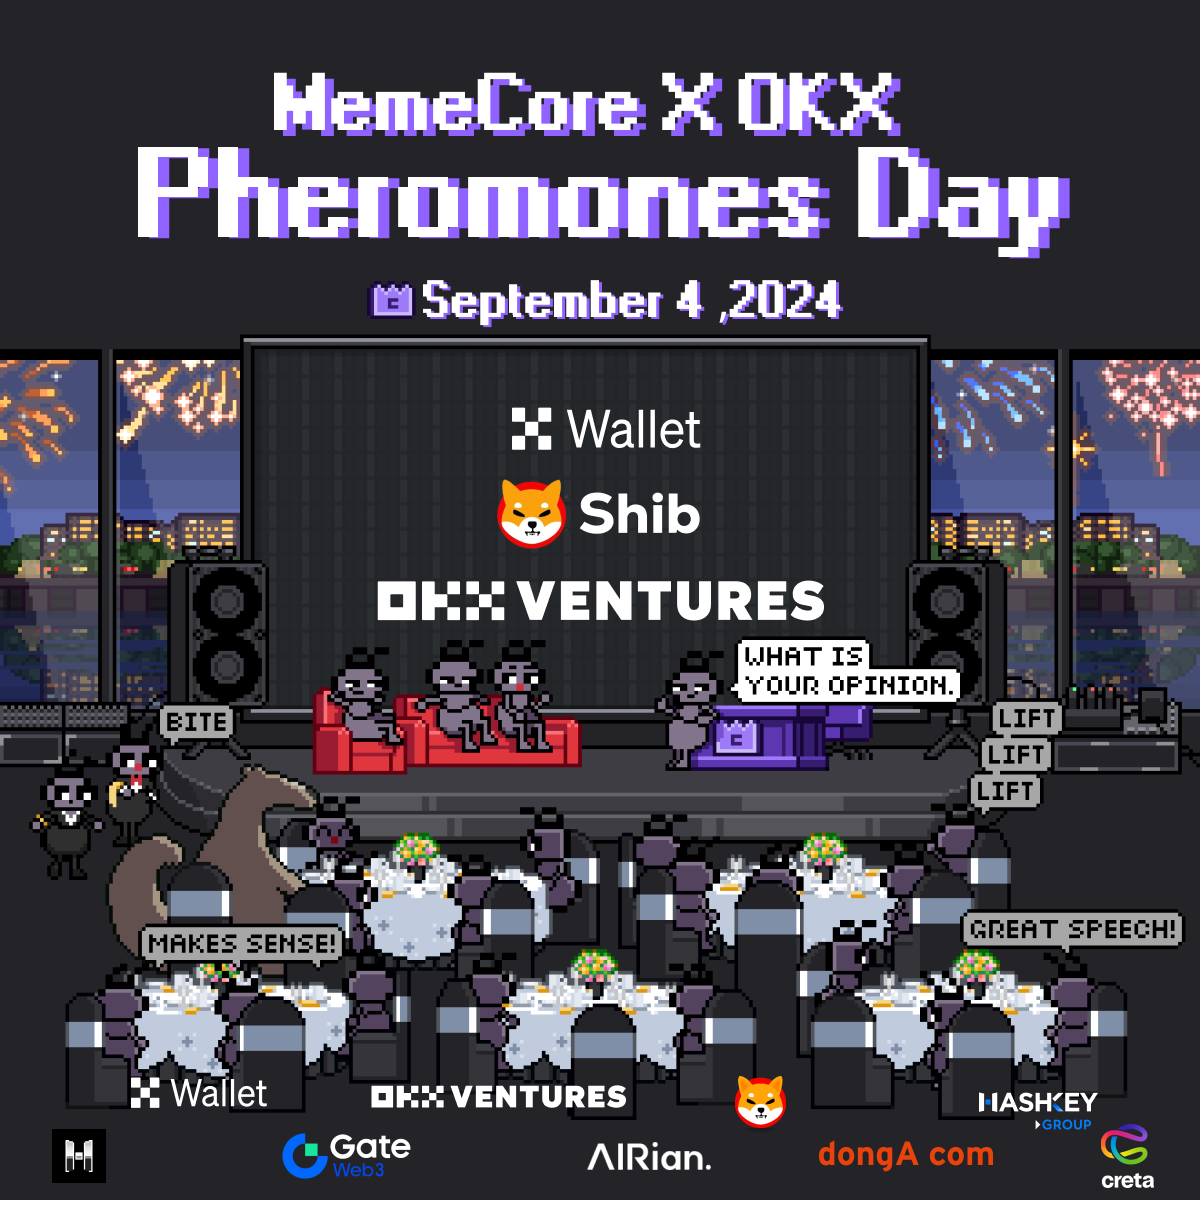 MemeCore X OKX
Pheromones Day
September 4 ,2024
Wallet
Shib
OKX VENTURES
WHAT IS
YOUR OPINION.
BITE
LIFT
LIFT
LIFT
MAKES SENSE!
GREAT SPEECH!
Wallet
OKX VENTURES
HASHKEY
GROUP
Gate
Web3
AIRian.
dongA com
creta